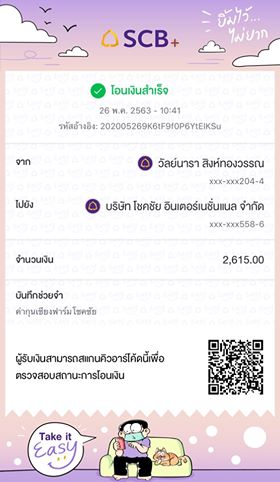 SCB+
ยิ้มไว้...
ไม่ยาก
โอนเงินสำเร็จ
26 พ.ค. 2563 - 10:41
รหัสอ้างอิง: 202005269K6tF9f0P6YtEIKSu
จาก
วัลย์นารา สิงห์ทองวรรณ
xxx-xxx204-4
ไปยัง
บริษัท โชคชัย อินเตอร์เนชั่นแนล จำกัด
xxx-xxx558-6
จำนวนเงิน
2,615.00
บันทึกช่วยจำ
ค่ากุนเชียงฟาร์มโชคชัย
ผู้รับเงินสามารถสแกนคิวอาร์โค้ดนี้เพื่อ
ตรวจสอบสถานะการโอนเงิน
Take it
Easy